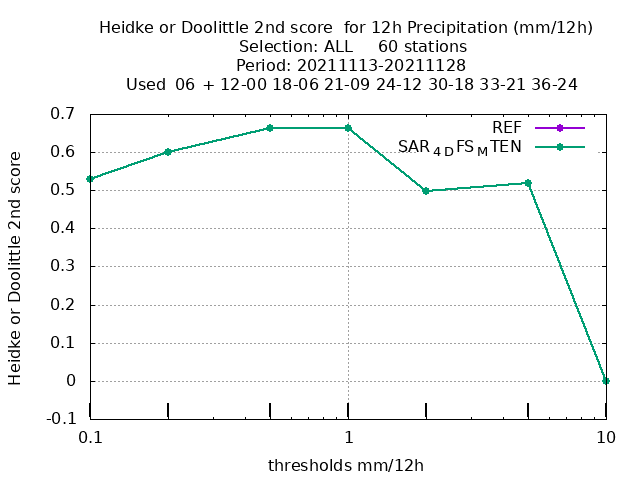 Heidke or Doolittle 2nd score  for 12h Precipitation (mm/12h)
Selection: ALL     60 stations
Period: 20211113-20211128
Used  06 + 12-00 18-06 21-09 24-12 30-18 33-21 36-24
REF
SAR4DFSMTEN
Heidke or Doolittle 2nd score
0.7
0.6
0.5
0.4
0.3
0.2
0.1
0
-0.1
0.1 1 10
thresholds mm/12h